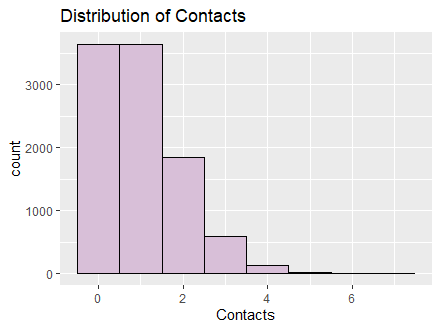 Distribution of Contacts
count
3000
2000
1000
0
0 2 4 6
Contacts